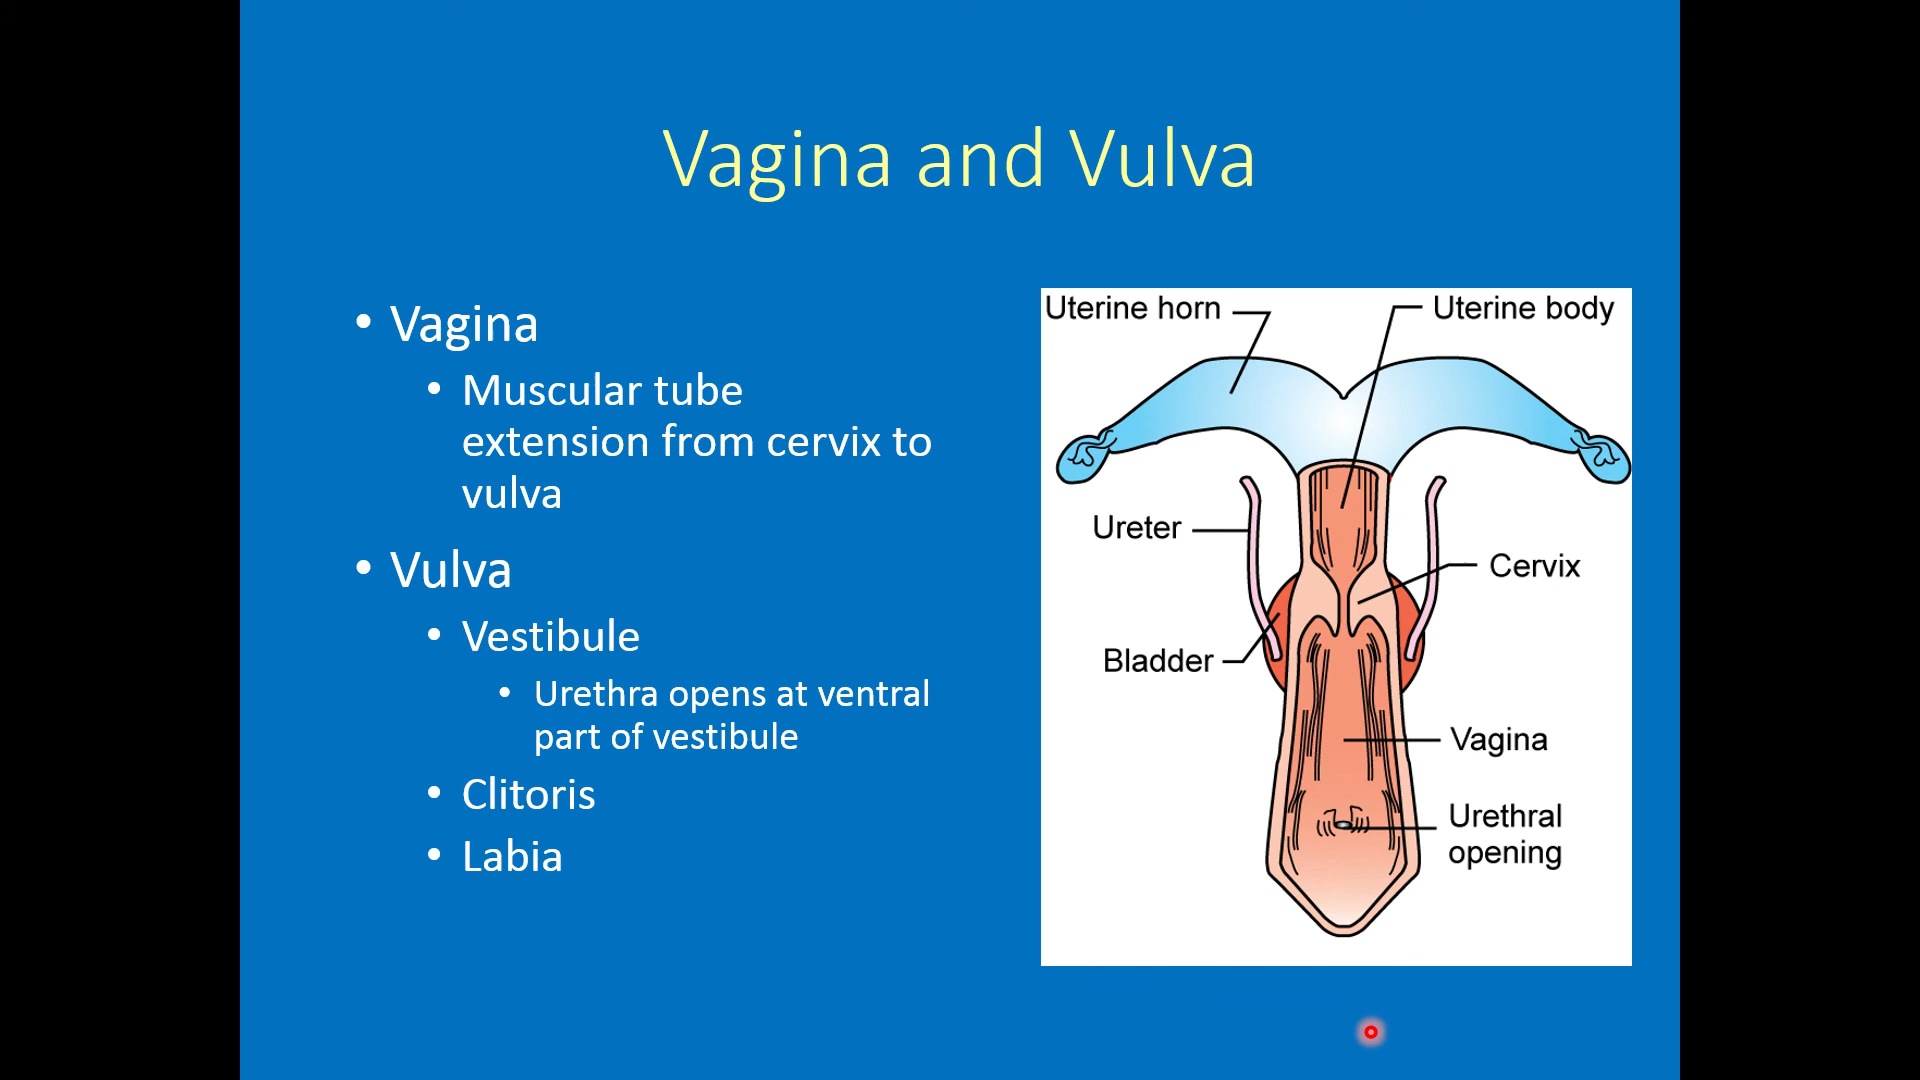 Vagina and Vulva
• Vagina
• Muscular tube
extension from cervix to
vulva
• Vulva
• Vestibule
• Urethra opens at ventral
part of vestibule
• Clitoris
• Labia
Uterine horn
Uterine body
Ureter
Cervix
Bladder
Vagina
Urethral
opening